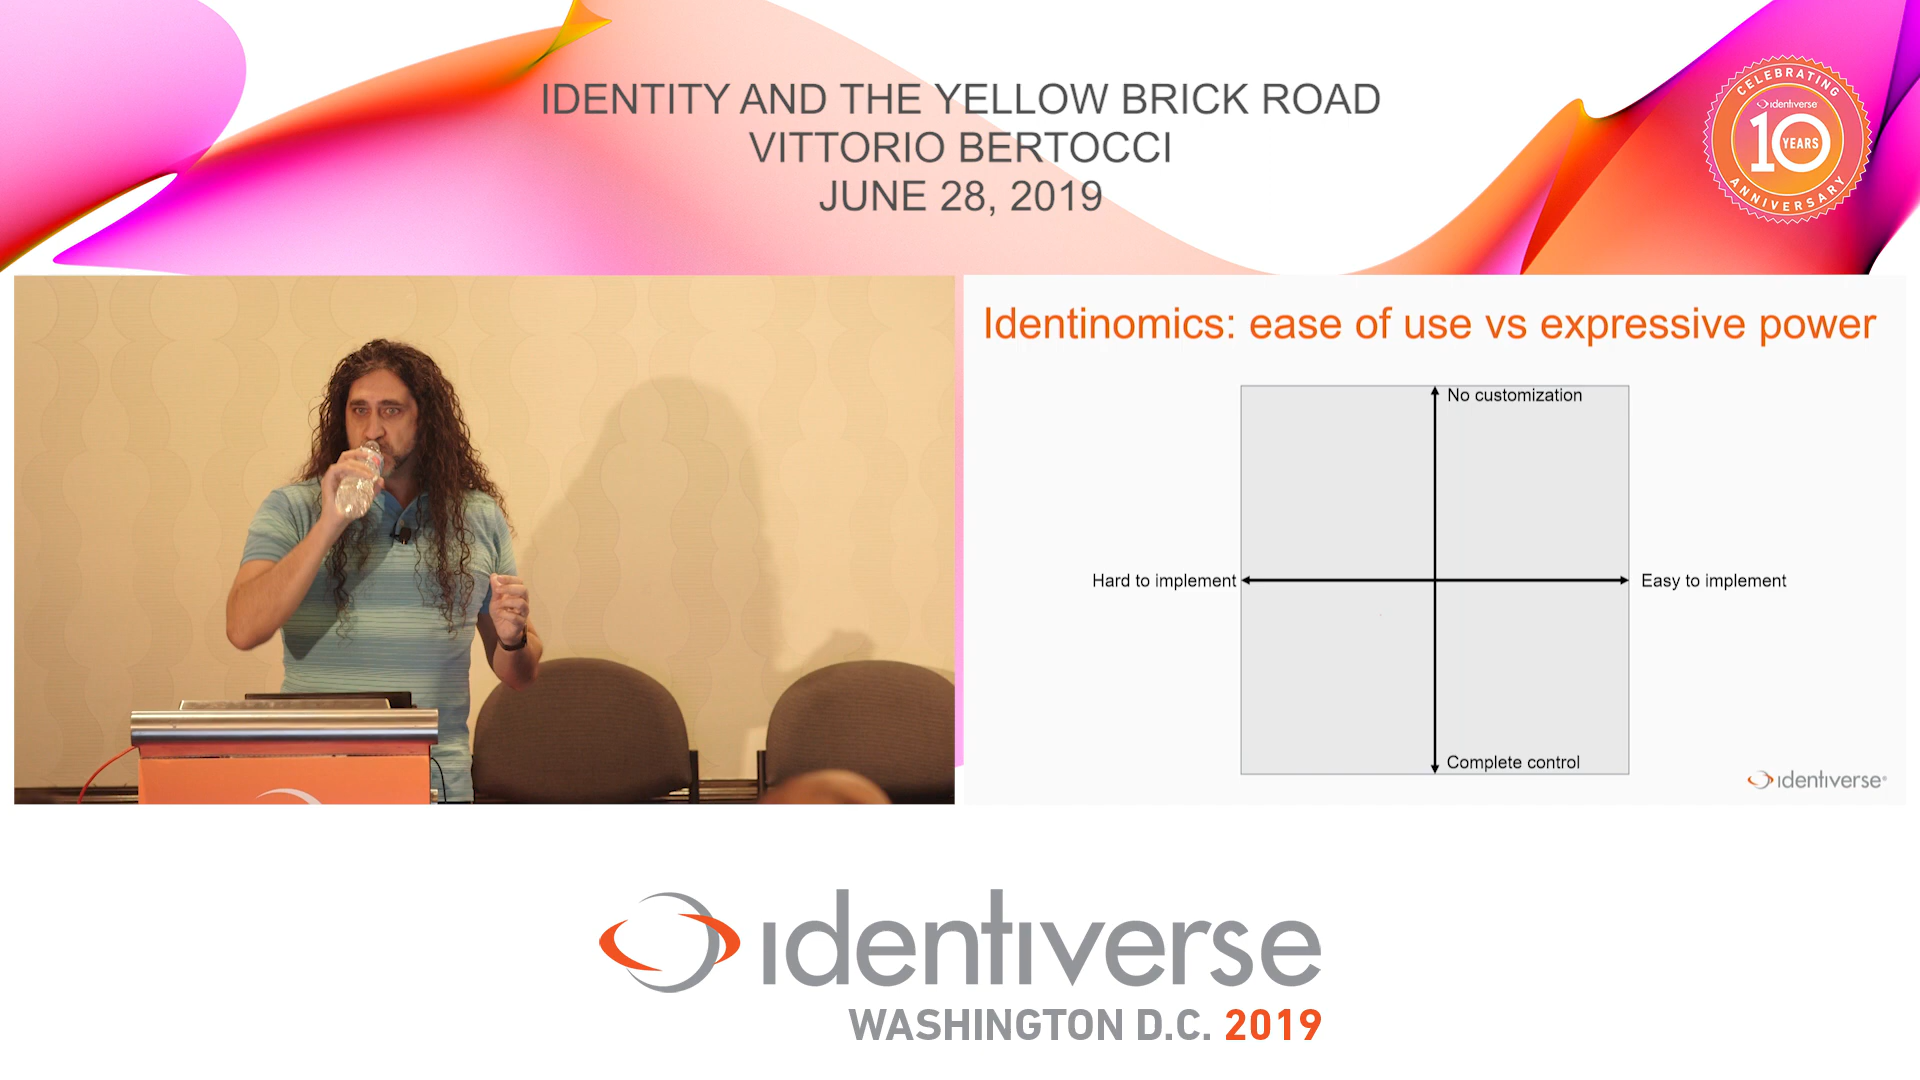 IDENTITY AND THE YELLOW BRICK ROAD
VITTORIO BERTOCCI
JUNE 28, 2019
CELEBRATING
identiverse
10
YEARS
ANNIVERSARY
Identinomics: ease of use vs expressive power
No customization
Hard to implement
Easy to implement
Complete control
identiverse®
identiverse
WASHINGTON D.C. 2019